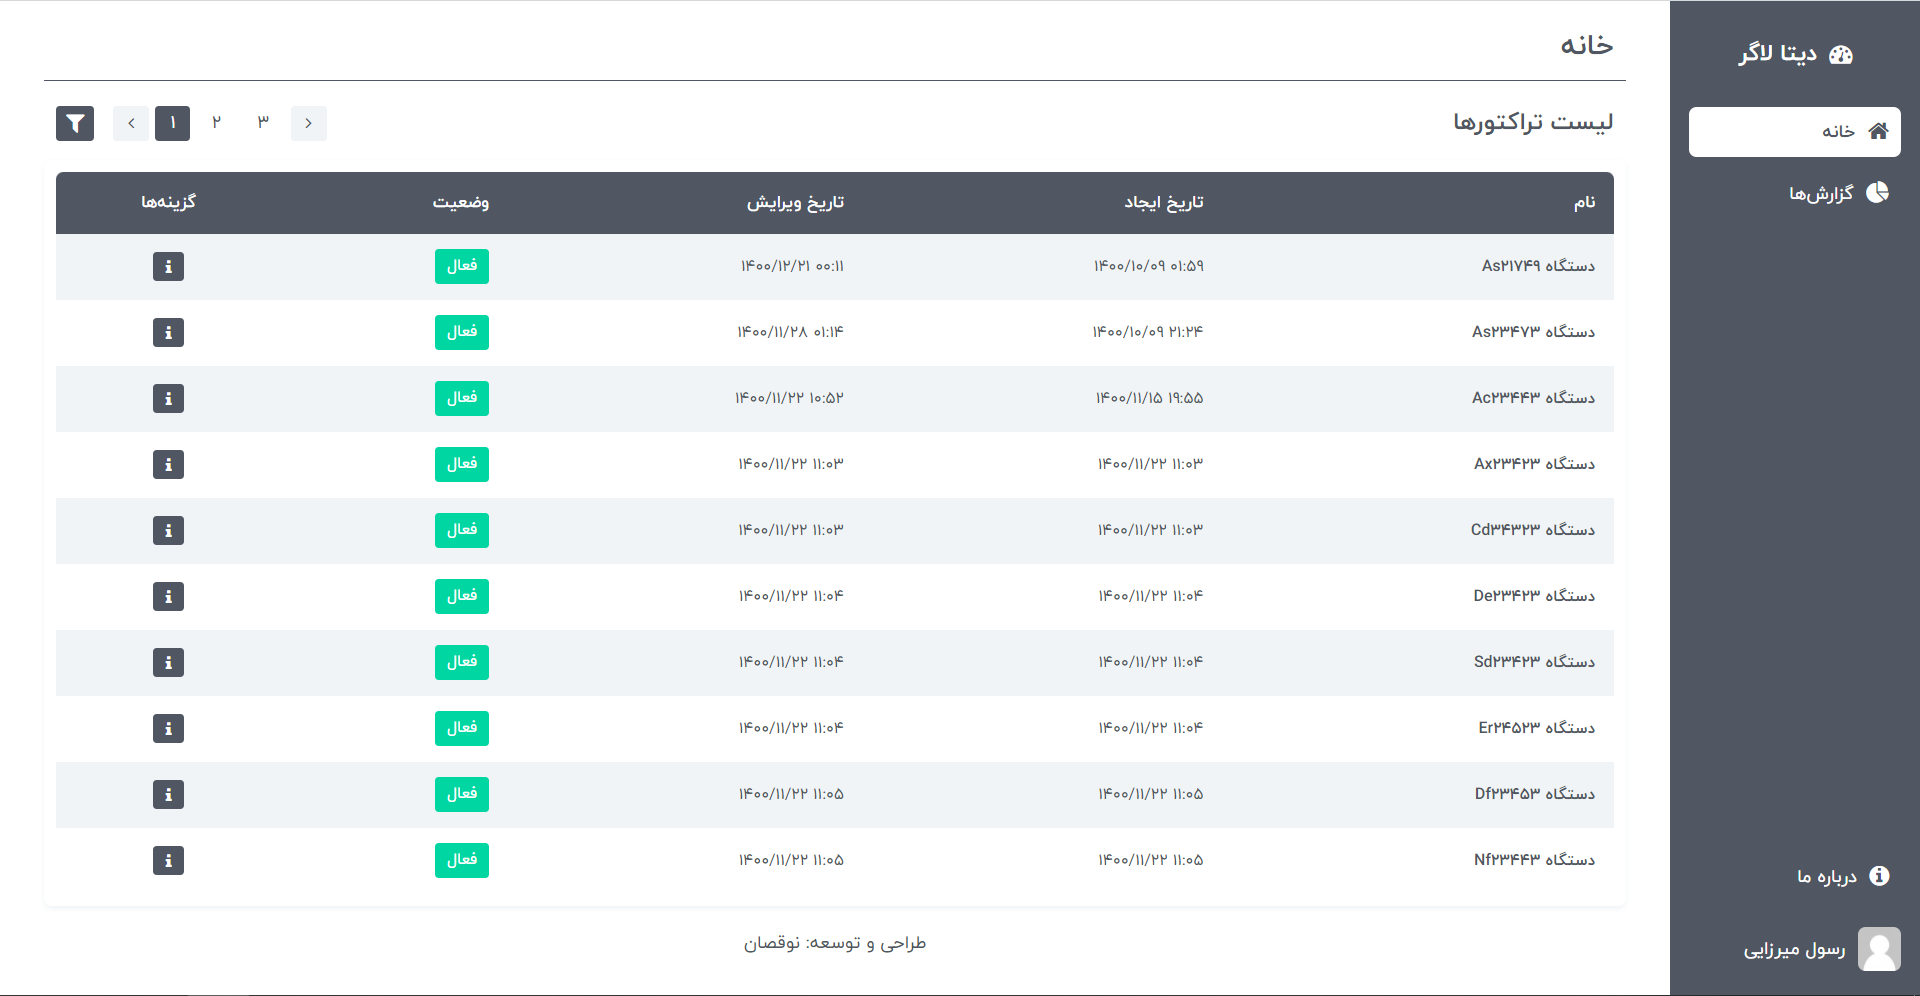 دیتا لاگر
خانه
گزارش‌ها
درباره ما
رسول میرزایی
خانه
لیست تراکتورها
۱ ۲ ۳
نام تاریخ ایجاد تاریخ ویرایش وضعیت گزینه‌ها
دستگاه As۲۱۷۴۹ ۱۴۰۰/۱۰/۰۹ ۰۱:۵۹ ۱۴۰۰/۱۲/۲۱ ۰۰:۱۱ فعال
دستگاه As۲۳۴۷۳ ۱۴۰۰/۱۰/۰۹ ۲۱:۲۴ ۱۴۰۰/۱۱/۲۸ ۰۱:۱۴ فعال
دستگاه Ac۲۳۴۴۳ ۱۴۰۰/۱۱/۱۵ ۱۹:۵۵ ۱۴۰۰/۱۱/۲۲ ۱۰:۵۲ فعال
دستگاه Ax۲۳۴۲۳ ۱۴۰۰/۱۱/۲۲ ۱۱:۰۳ ۱۴۰۰/۱۱/۲۲ ۱۱:۰۳ فعال
دستگاه Cd۳۴۳۲۳ ۱۴۰۰/۱۱/۲۲ ۱۱:۰۳ ۱۴۰۰/۱۱/۲۲ ۱۱:۰۳ فعال
دستگاه De۲۳۴۲۳ ۱۴۰۰/۱۱/۲۲ ۱۱:۰۴ ۱۴۰۰/۱۱/۲۲ ۱۱:۰۴ فعال
دستگاه Sd۲۳۴۲۳ ۱۴۰۰/۱۱/۲۲ ۱۱:۰۴ ۱۴۰۰/۱۱/۲۲ ۱۱:۰۴ فعال
دستگاه Er۲۴۵۲۳ ۱۴۰۰/۱۱/۲۲ ۱۱:۰۴ ۱۴۰۰/۱۱/۲۲ ۱۱:۰۴ فعال
دستگاه Df۲۳۴۵۳ ۱۴۰۰/۱۱/۲۲ ۱۱:۰۵ ۱۴۰۰/۱۱/۲۲ ۱۱:۰۵ فعال
دستگاه Nf۲۳۴۴۳ ۱۴۰۰/۱۱/۲۲ ۱۱:۰۵ ۱۴۰۰/۱۱/۲۲ ۱۱:۰۵ فعال
طراحی و توسعه: نوقصان